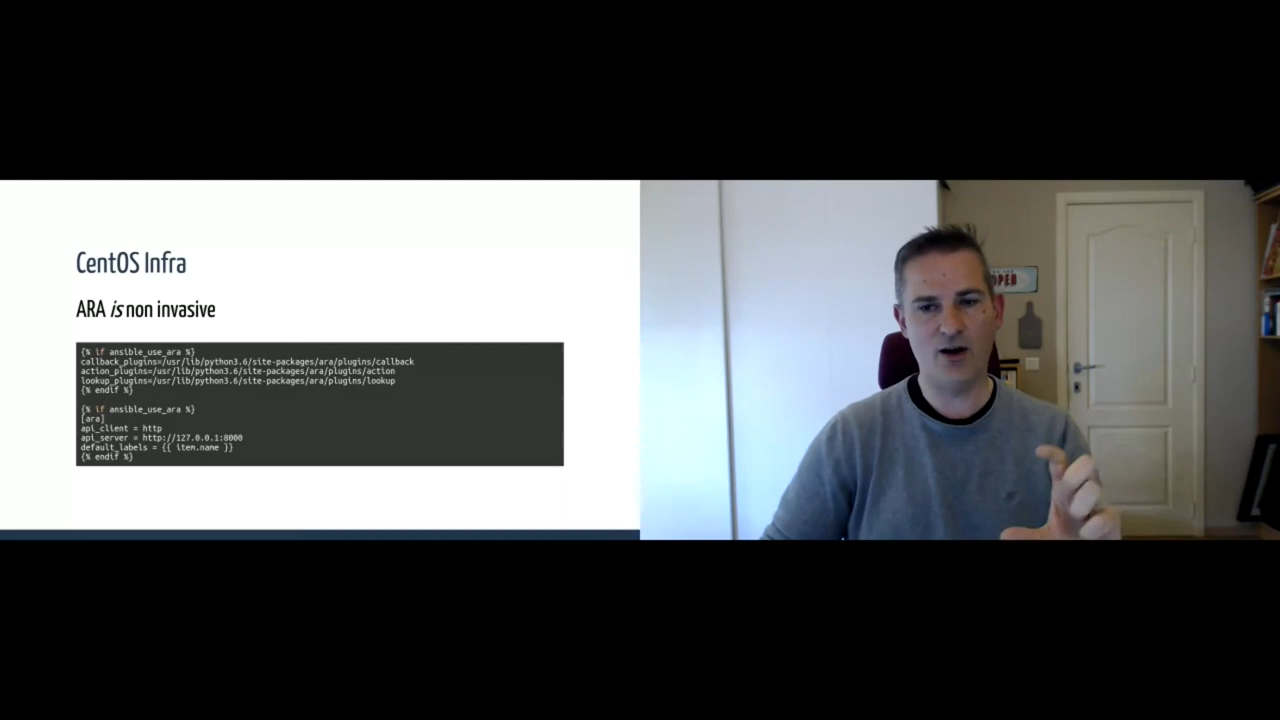 CentOS Infra
ARA is non invasive
{% if ansible_use_ara %}
callback_plugins=/usr/lib/python3.6/site-packages/ara/plugins/callback
action_plugins=/usr/lib/python3.6/site-packages/ara/plugins/action
lookup_plugins=/usr/lib/python3.6/site-packages/ara/plugins/lookup
{% endif %}
{% if ansible_use_ara %}
[ara]
api_client = http
api_server = http://127.0.0.1:8000
default_labels = {{ item.name }}
{% endif %}
OPEN